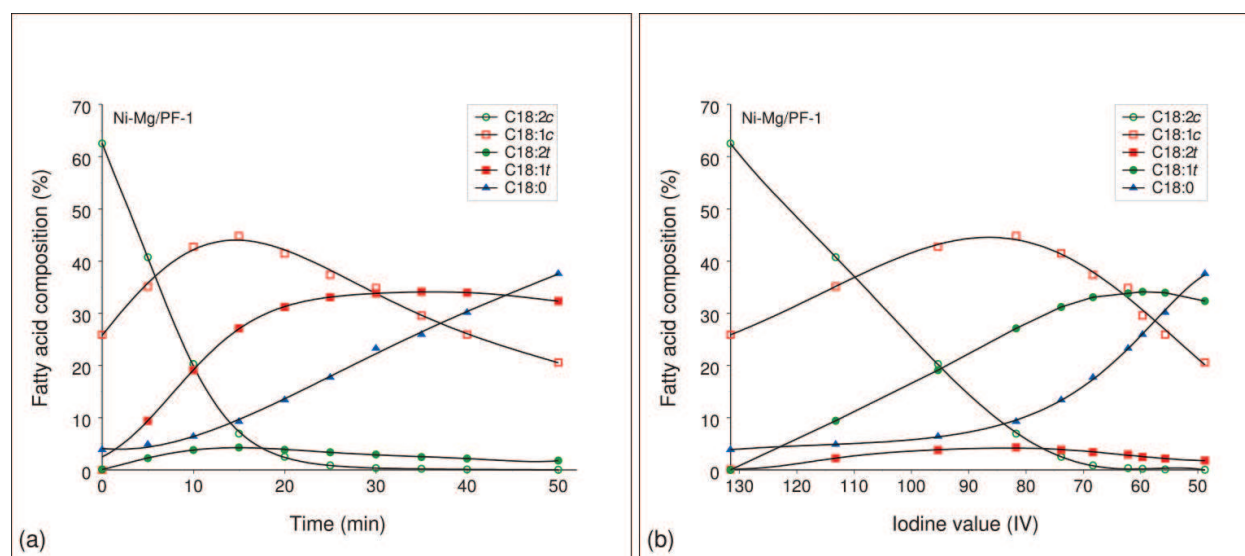 Ni-Mg/PF-1
C18:2c
C18:1c
C18:2t
C18:1t
C18:0
Fatty acid composition (%)
70
60
50
40
30
20
10
0
0 10 20 30 40 50
Time (min)
(a)
Ni-Mg/PF-1
C18:2c
C18:1c
C18:2t
C18:1t
C18:0
Fatty acid composition (%)
70
60
50
40
30
20
10
0
130 120 110 100 90 80 70 60 50
Iodine value (IV)
(b)